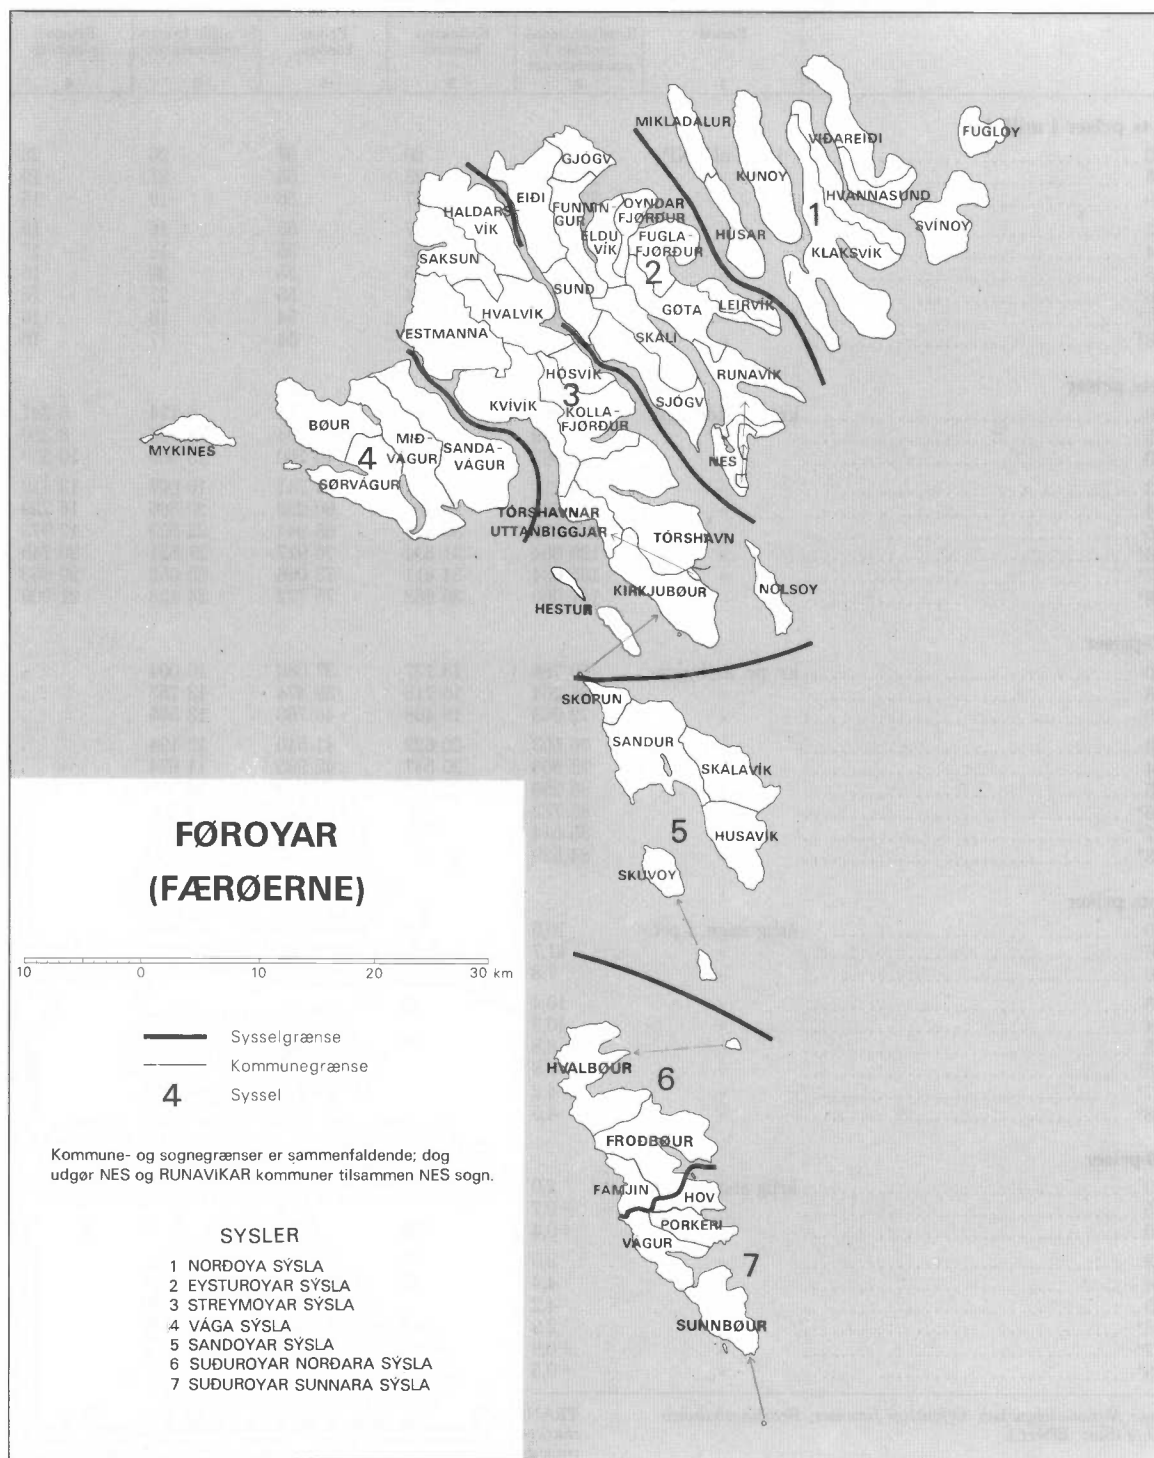 MIKLADALUR
VIÐAREIÐI
FUGLOY
GJÓGV
KUNOY
EIÐI
HVANNASUND
HALDARS-
VÍK
FUNNIN
GUR
OYNDAR
FJØRÐUR
SVÍNOY
1
ELDU
VÍK
FUGLA-
FJØRÐUR
HÚSAR
KLAKSVÍK
SAKSUN
2
SUND
GØTA
LEIRVÍK
HVALVÍK
VESTMANNA
SKÁLI
HÓSVÍK
RUNAVÍK
3
KVÍVÍK
SJÓGV
KOLLA-
FJØRÐUR
BØUR
MIÐ-
VÁGUR
SANDA-
VÁGUR
MYKINES
4
NES
SØRVÁGUR
TÓRSHAVNAR
UTTANBIGGJAR
TÓRSHAVN
KIRKJUBØUR
NÓLSOY
HESTUR
SKOPUN
SANDUR
SKÁLAVÍK
5
HUSAVÍK
SKUVOY
FØROYAR
(FÆRØERNE)
10 0 10 20 30 km
Sysselgrænse
Kommunegrænse
4 Syssel
HVALBØUR
6
FROÐBØUR
FÁMJIN
HOV
PORKERI
VÁGUR
7
SUNNBØUR
Kommune- og sognegrænser er sammenfaldende; dog
udgør NES og RUNAVÍKAR kommuner tilsammen NES sogn.
SYSLER
1 NORÐOYA SÝSLA
2 EYSTUROYAR SÝSLA
3 STREYMOYAR SÝSLA
4 VÁGA SÝSLA
5 SANDOYAR SÝSLA
6 SUÐUROYAR NORÐARA SÝSLA
7 SUÐUROYAR SUNNARA SÝSLA